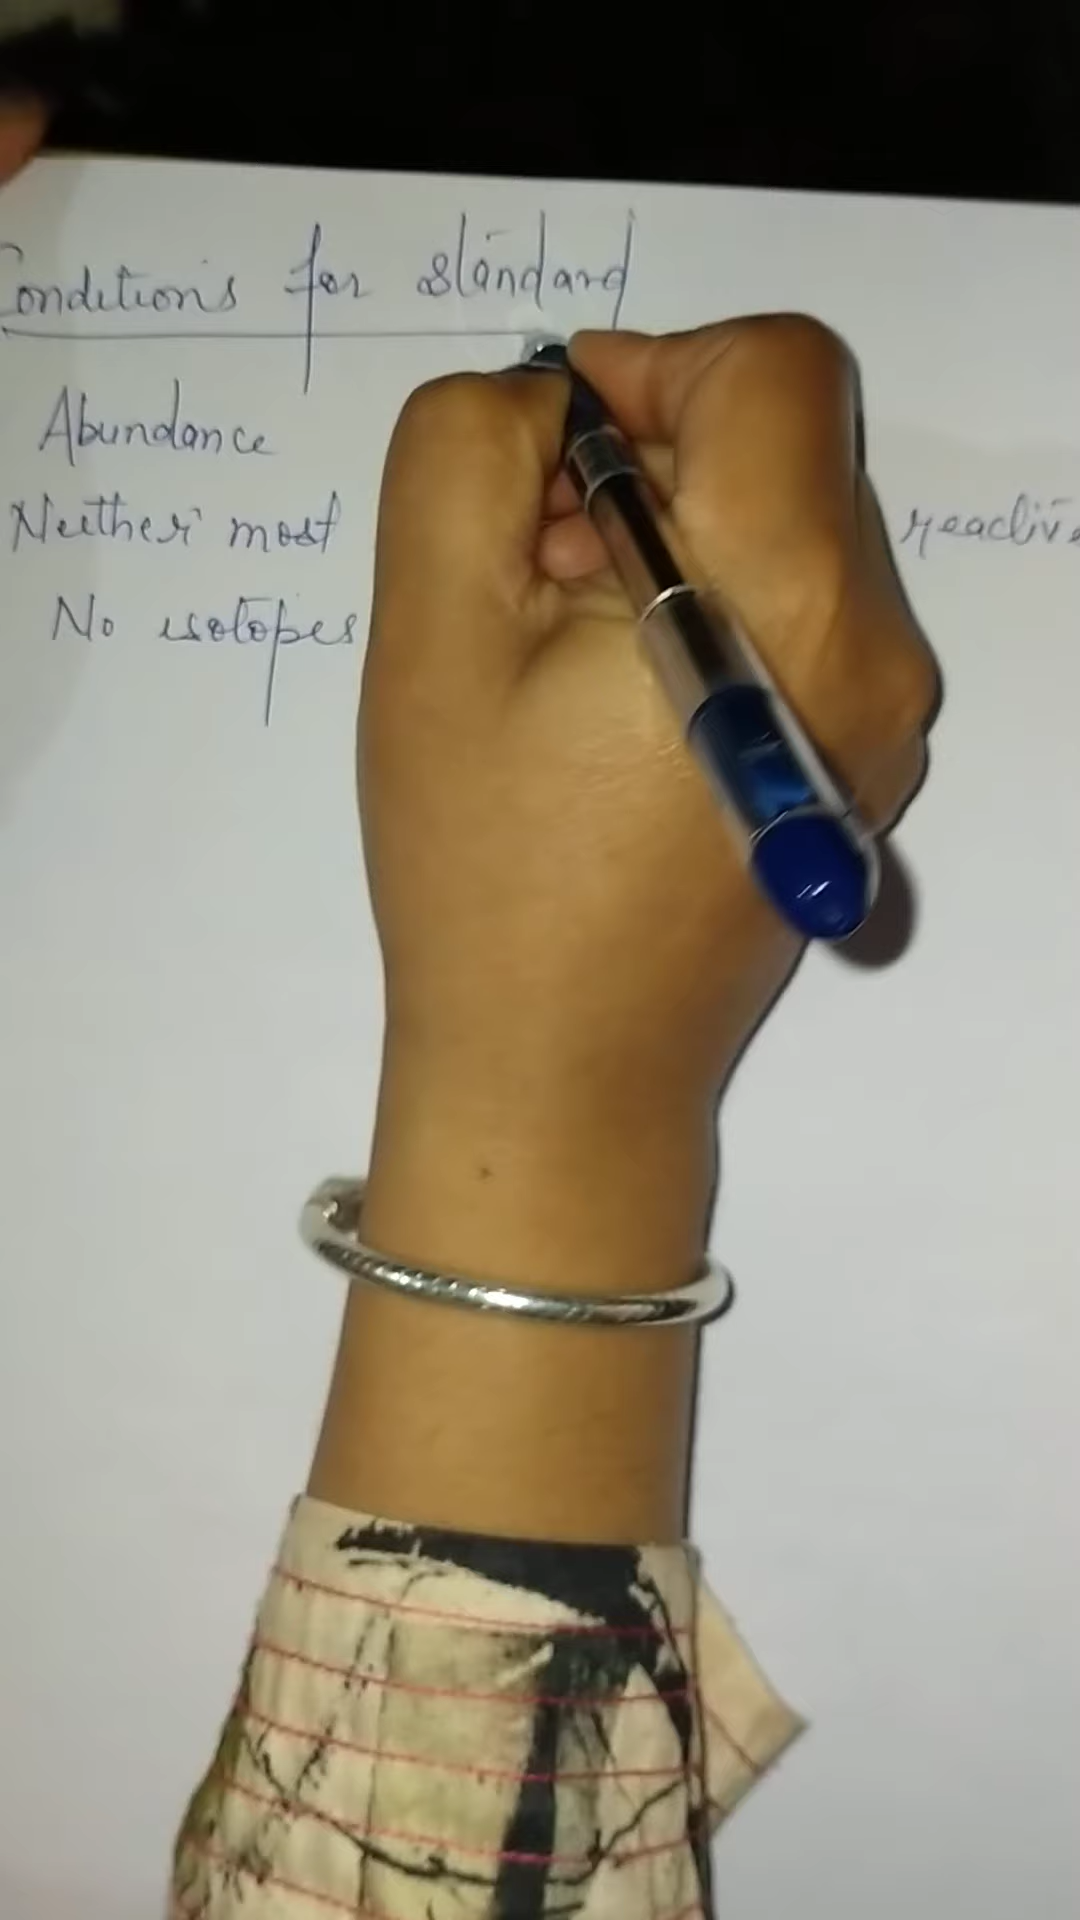 Conditions for standard
Abundance
Neither most reactive
No isotopes